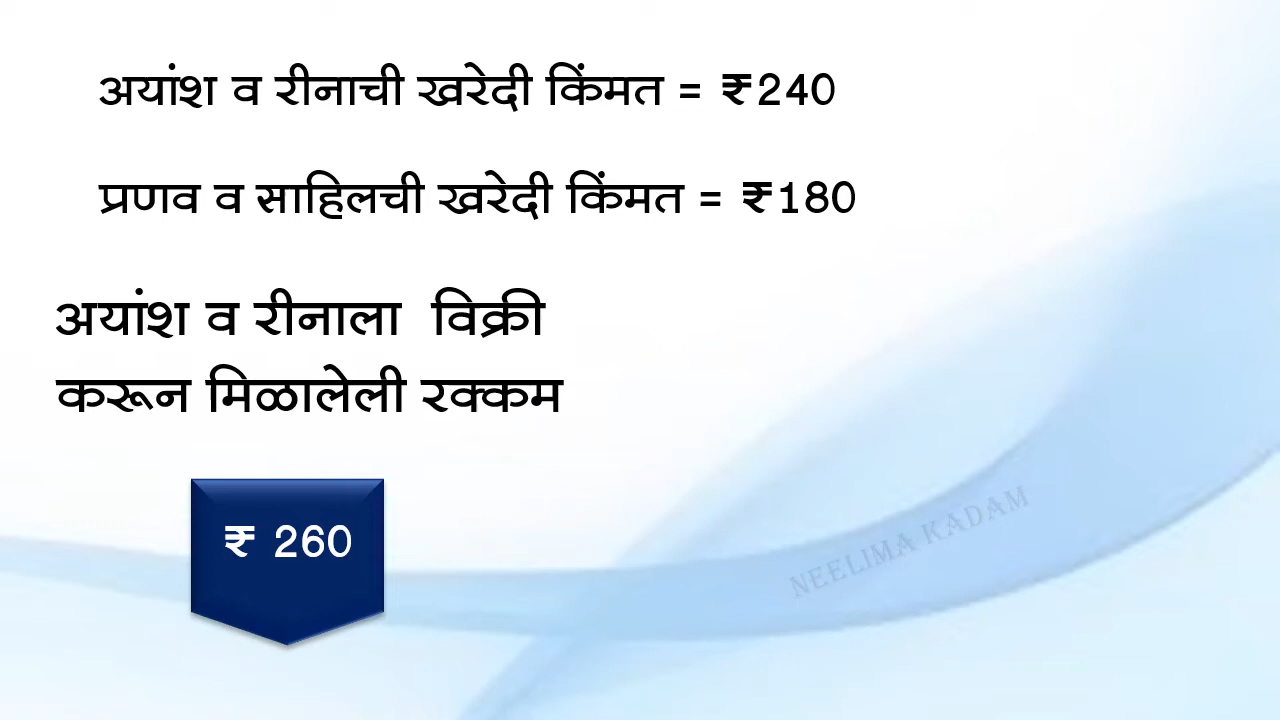 अयांश व रीनाची खरेदी किंमत = ₹240
प्रणव व साहिलची खरेदी किंमत = ₹180
अयांश व रीनाला विक्री
करून मिळालेली रक्कम
₹ 260
NEELIMA KADAM